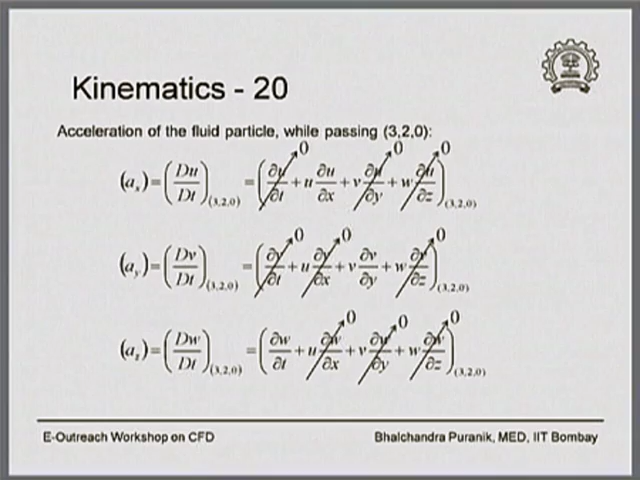 Kinematics - 20
Acceleration of the fluid particle, while passing (3,2,0):
(aₓ) = (Du/Dt)(3,2,0) = (∂u/∂t + u ∂u/∂x + v ∂u/∂y + w ∂u/∂z)(3,2,0) 0 0 0
(aᵧ) = (Dv/Dt)(3,2,0) = (∂v/∂t + u ∂v/∂x + v ∂v/∂y + w ∂v/∂z)(3,2,0) 0 0 0
(a_z) = (Dw/Dt)(3,2,0) = (∂w/∂t + u ∂w/∂x + v ∂w/∂y + w ∂w/∂z)(3,2,0) 0 0 0
E-Outreach Workshop on CFD
Bhalchandra Puranik, MED, IIT Bombay